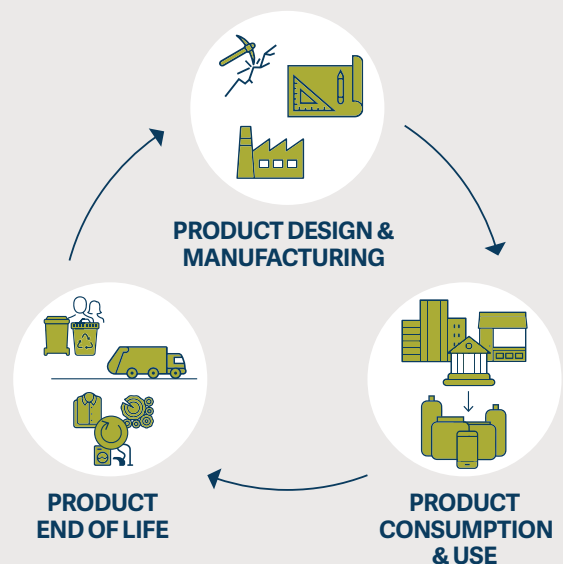 PRODUCT DESIGN &
MANUFACTURING
PRODUCT
END OF LIFE
PRODUCT
CONSUMPTION
& USE